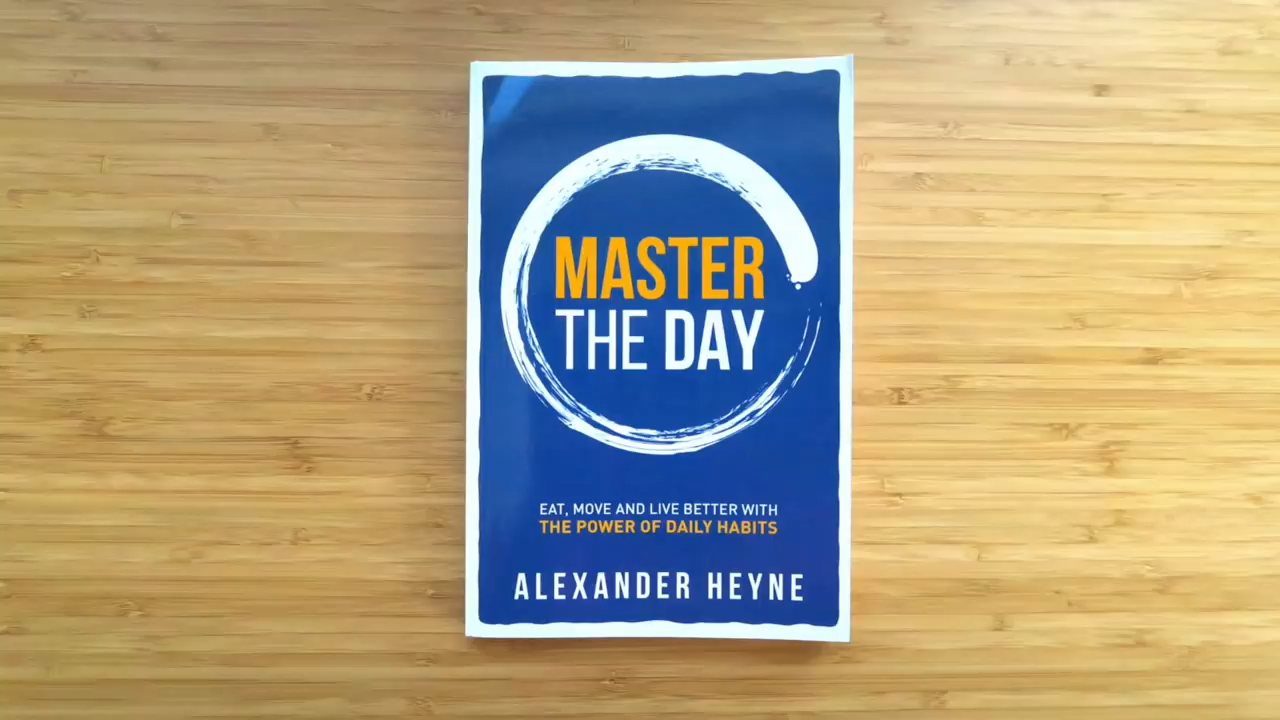 MASTER
THE DAY
EAT, MOVE AND LIVE BETTER WITH
THE POWER OF DAILY HABITS
ALEXANDER HEYNE